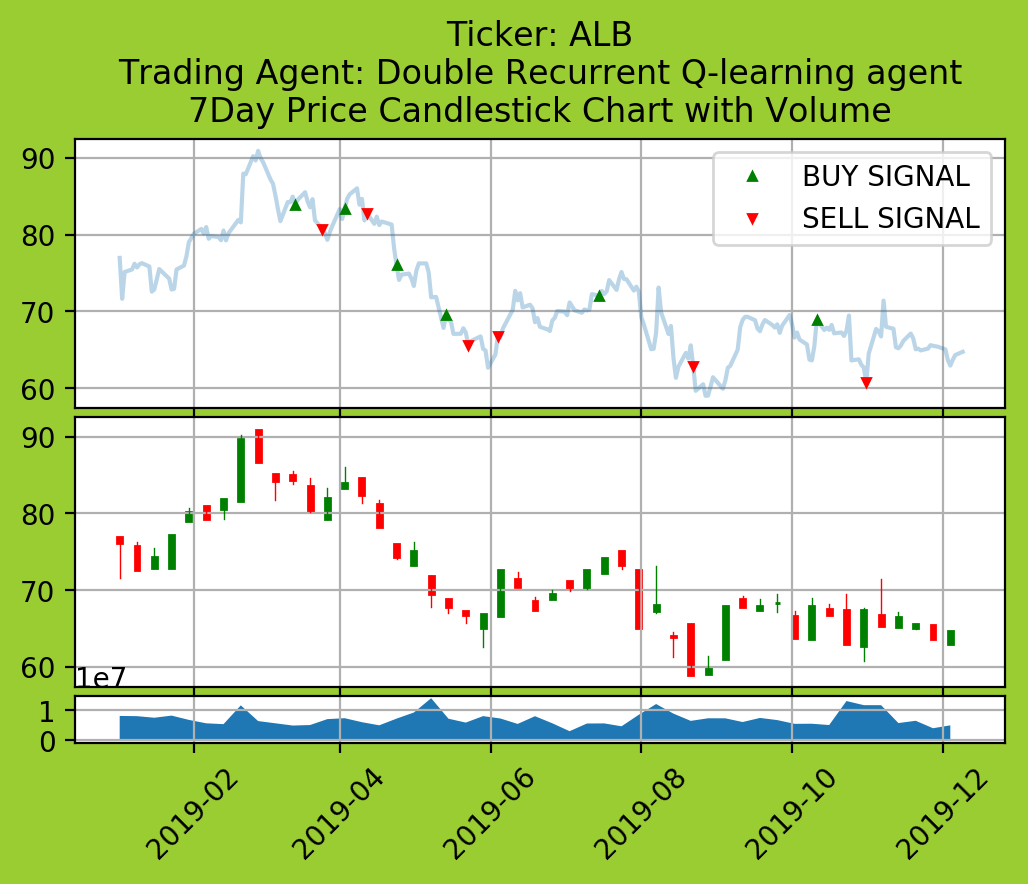 Ticker: ALB
Trading Agent: Double Recurrent Q-learning agent
7Day Price Candlestick Chart with Volume
90
80
70
60
BUY SIGNAL
SELL SIGNAL
90
80
70
60
1e7
1
0
2019-02
2019-04
2019-06
2019-08
2019-10
2019-12